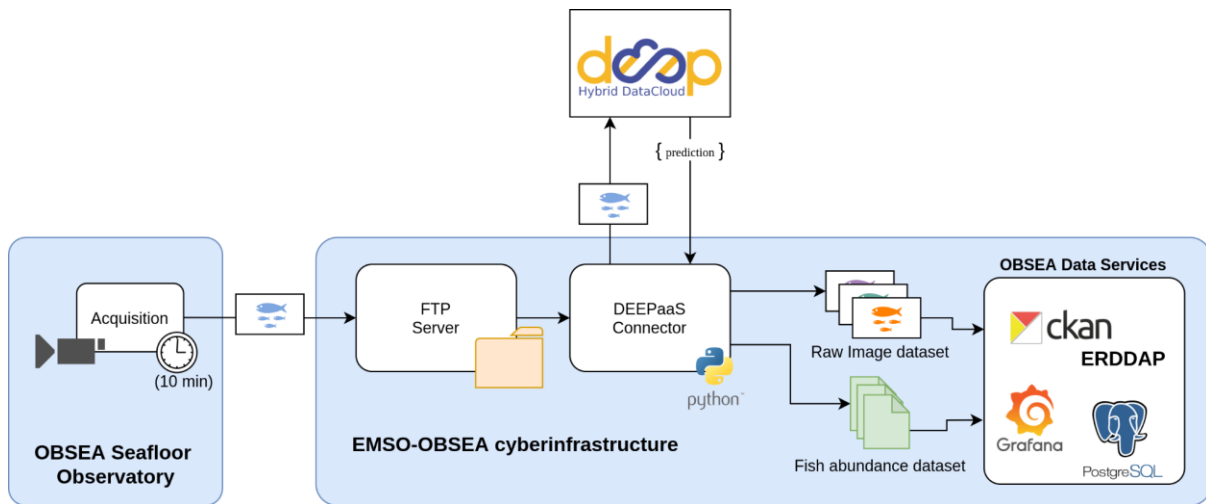 deep
Hybrid DataCloud
{ prediction }
Acquisition
(10 min)
OBSEA Seafloor
Observatory
FTP
Server
DEEPaaS
Connector
python™
EMSO-OBSEA cyberinfrastructure
Raw Image dataset
Fish abundance dataset
OBSEA Data Services
ckan
ERDDAP
Grafana
PostgreSQL